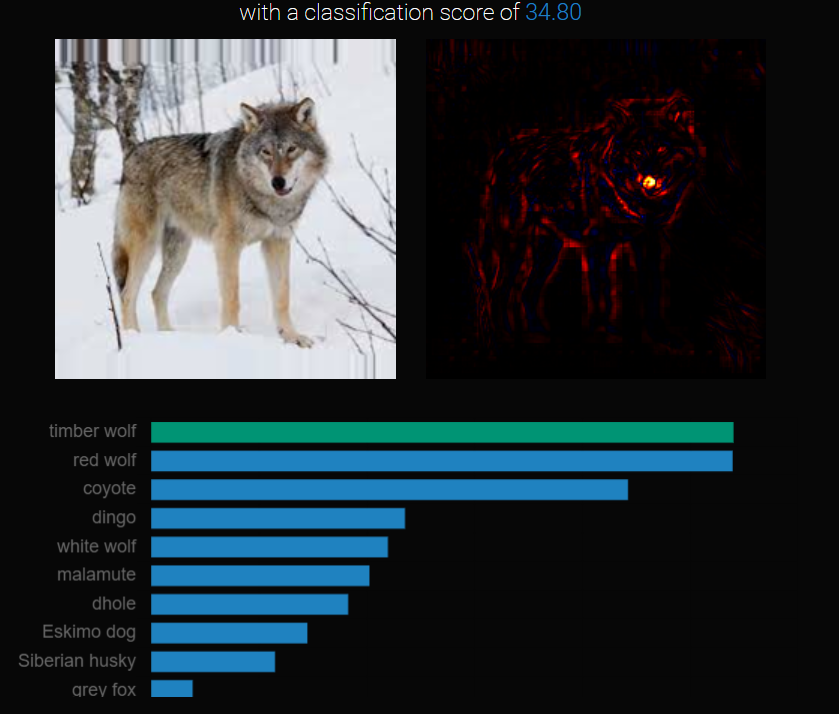 with a classification score of 34.80
timber wolf
red wolf
coyote
dingo
white wolf
malamute
dhole
Eskimo dog
Siberian husky
grey fox